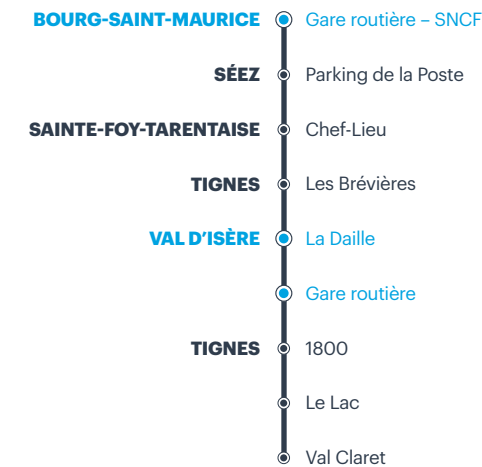 BOURG-SAINT-MAURICE Gare routière – SNCF
SÉEZ Parking de la Poste
SAINTE-FOY-TARENTAISE Chef-Lieu
TIGNES Les Brévières
VAL D’ISÈRE La Daille
Gare routière
TIGNES 1800
Le Lac
Val Claret